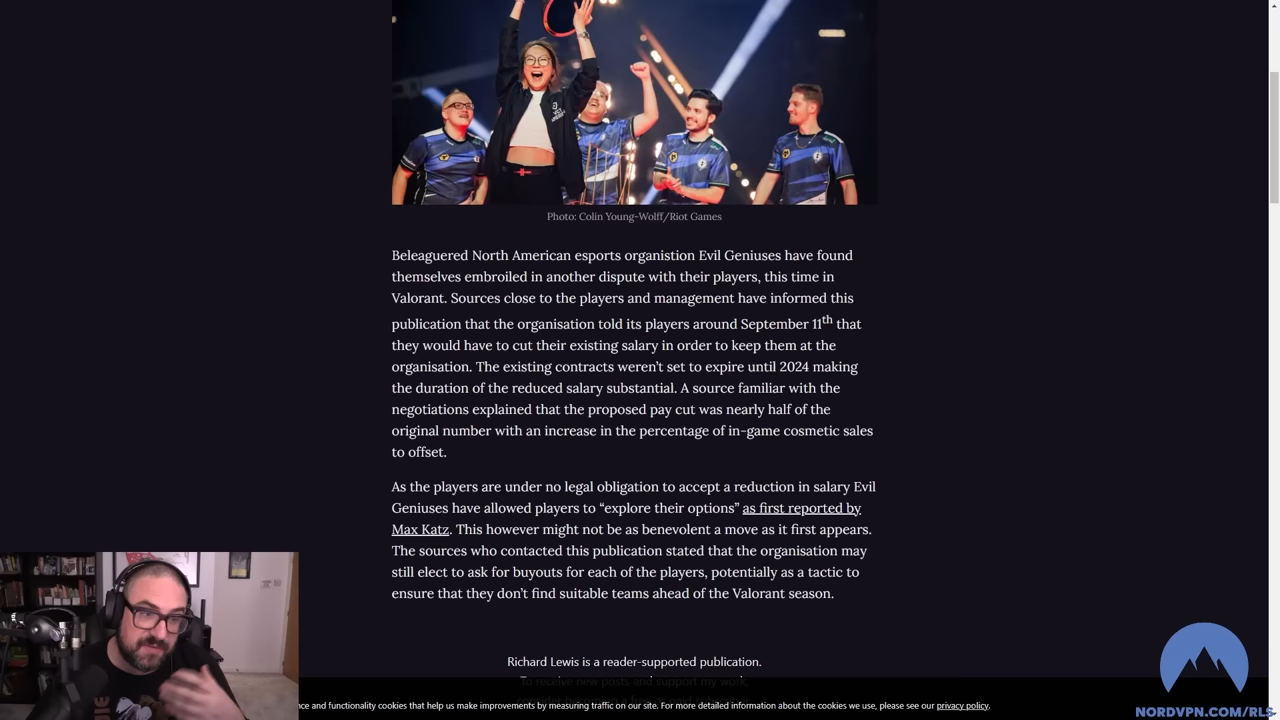 Photo: Colin Young-Wolff/Riot Games
Beleaguered North American esports organistion Evil Geniuses have found
themselves embroiled in another dispute with their players, this time in
Valorant. Sources close to the players and management have informed this
publication that the organisation told its players around September 11th that
they would have to cut their existing salary in order to keep them at the
organisation. The existing contracts weren’t set to expire until 2024 making
the duration of the reduced salary substantial. A source familiar with the
negotiations explained that the proposed pay cut was nearly half of the
original number with an increase in the percentage of in-game cosmetic sales
to offset.
As the players are under no legal obligation to accept a reduction in salary Evil
Geniuses have allowed players to “explore their options” as first reported by
Max Katz. This however might not be as benevolent a move as it first appears.
The sources who contacted this publication stated that the organisation may
still elect to ask for buyouts for each of the players, potentially as a tactic to
ensure that they don’t find suitable teams ahead of the Valorant season.
Richard Lewis is a reader-supported publication.
To receive new posts and support my work,
nce and functionality cookies that help us make improvements by measuring traffic on our site. For more detailed information about the cookies we use, please see our privacy policy.
NORDVPN.COM/RLS